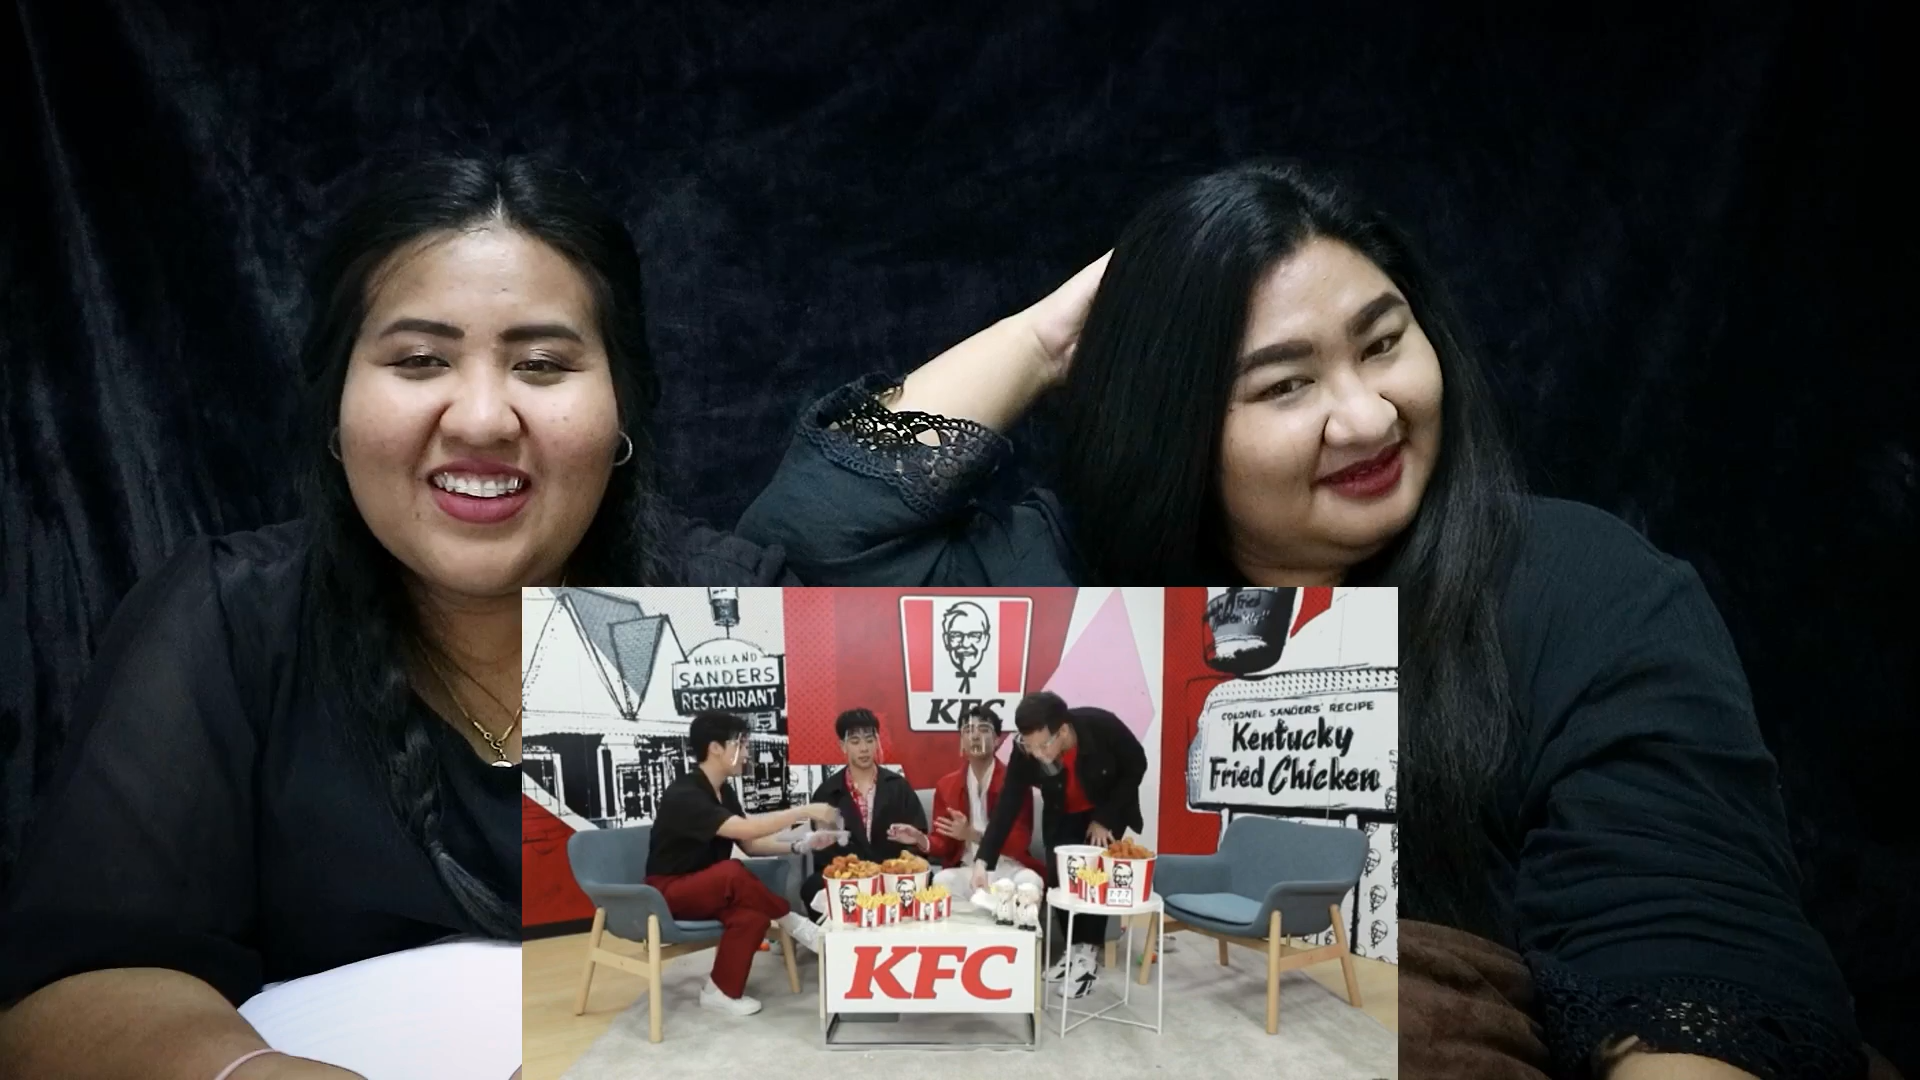 HARLAND
SANDERS
RESTAURANT
KFC
COLONEL SANDERS' RECIPE
Kentucky
Fried Chicken
KFC